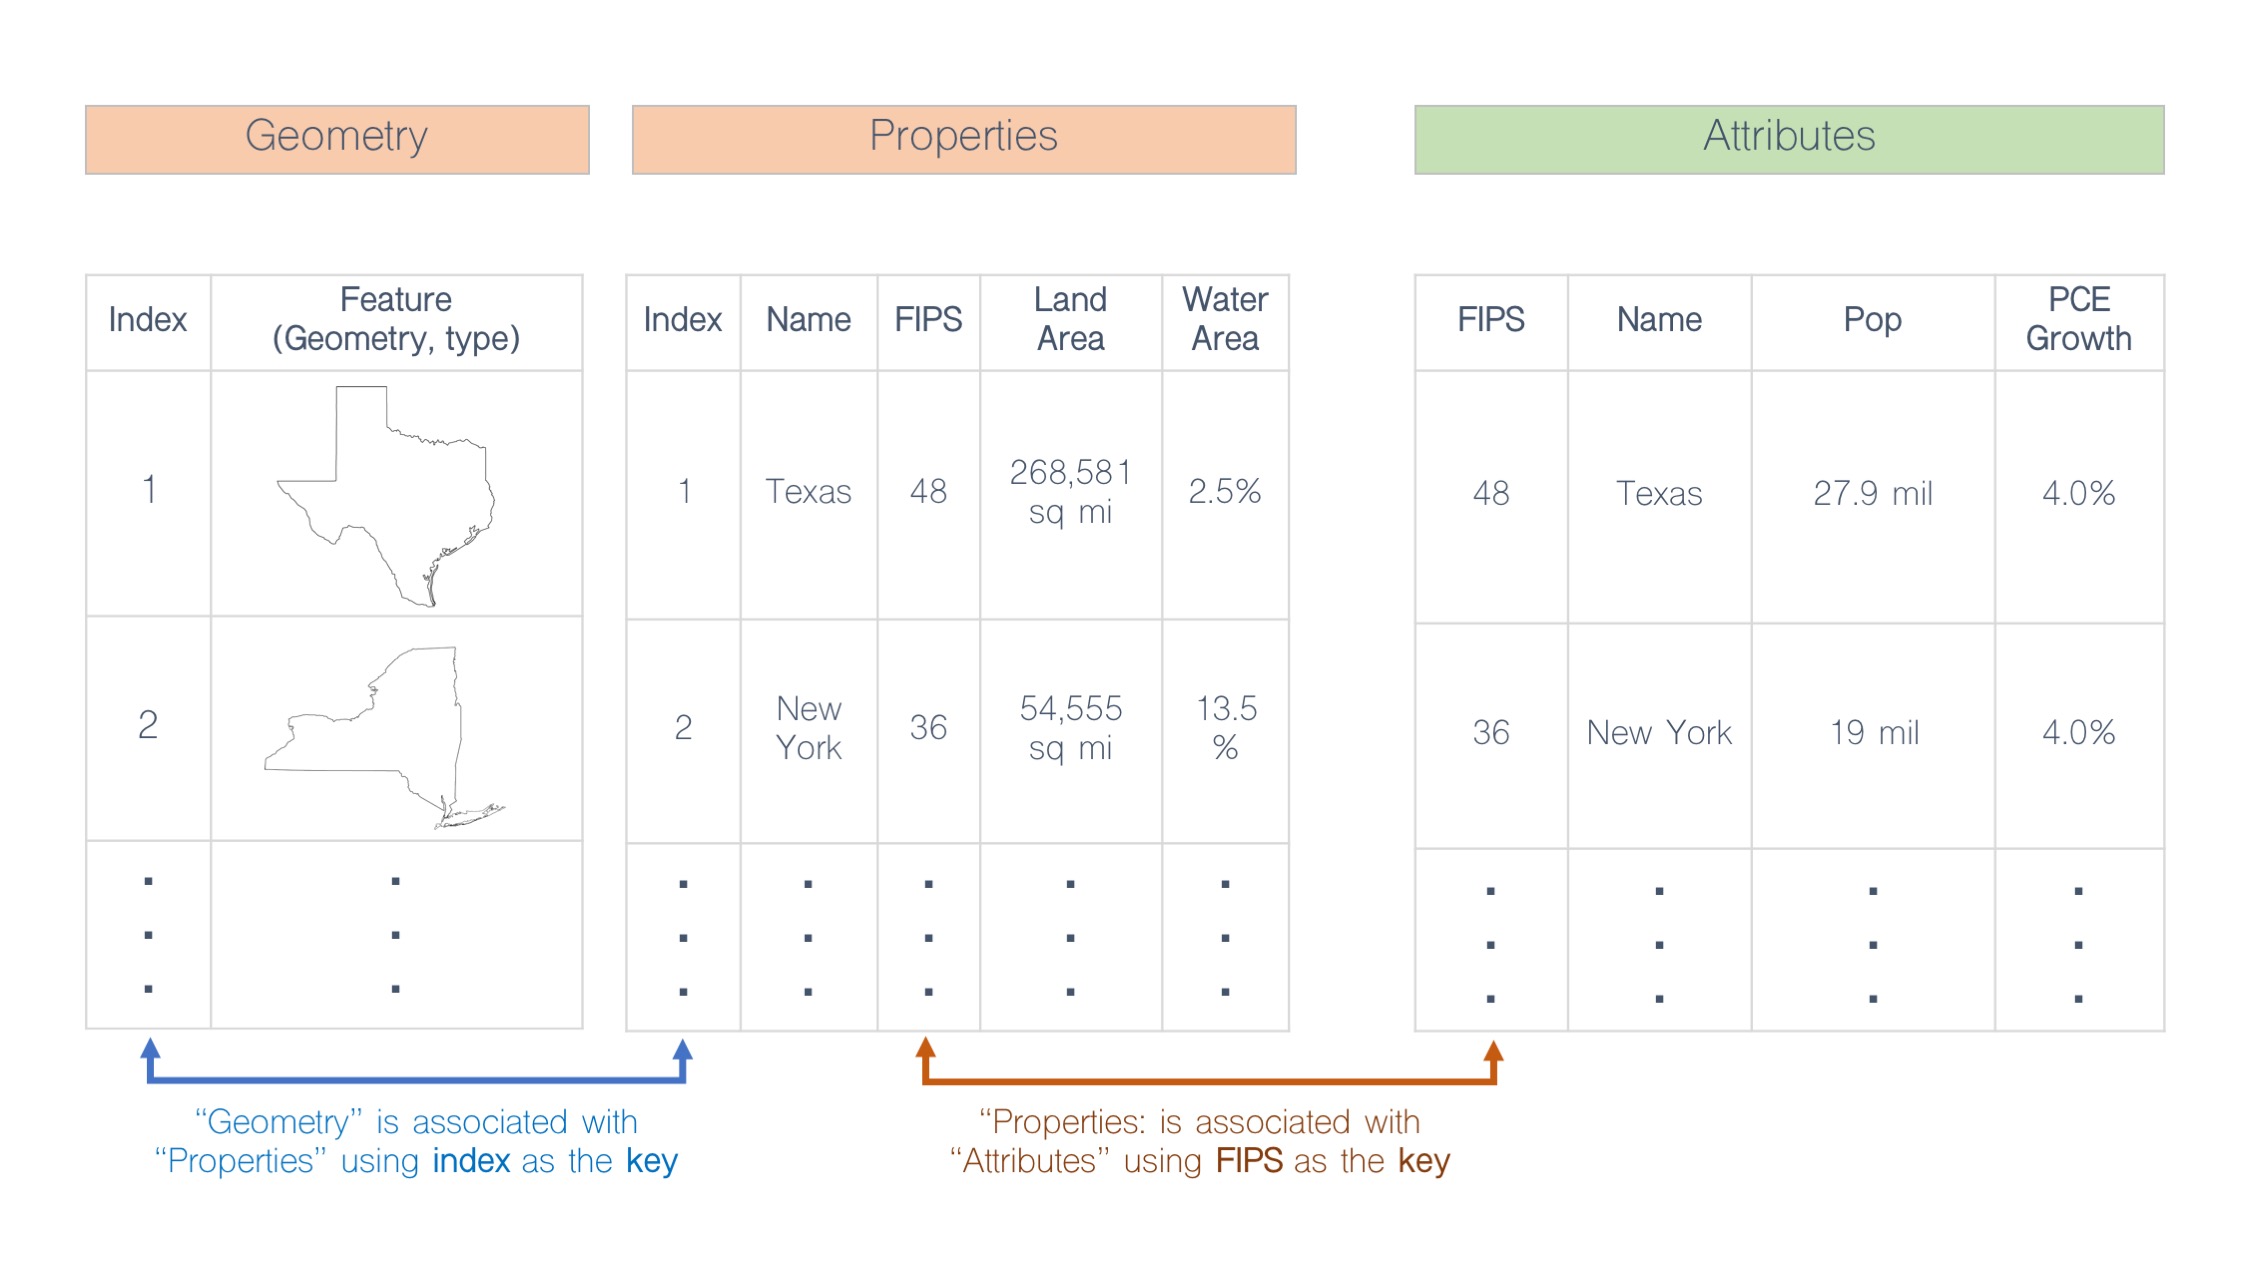 Geometry
Properties
Attributes
Index
Feature
(Geometry, type)
1
2
Index
Name
FIPS
Land
Area
Water
Area
1
Texas
48
268,581
sq mi
2.5%
2
New
York
36
54,555
sq mi
13.5
%
FIPS
Name
Pop
PCE
Growth
48
Texas
27.9 mil
4.0%
36
New York
19 mil
4.0%
“Geometry” is associated with
“Properties” using index as the key
“Properties: is associated with
“Attributes” using FIPS as the key